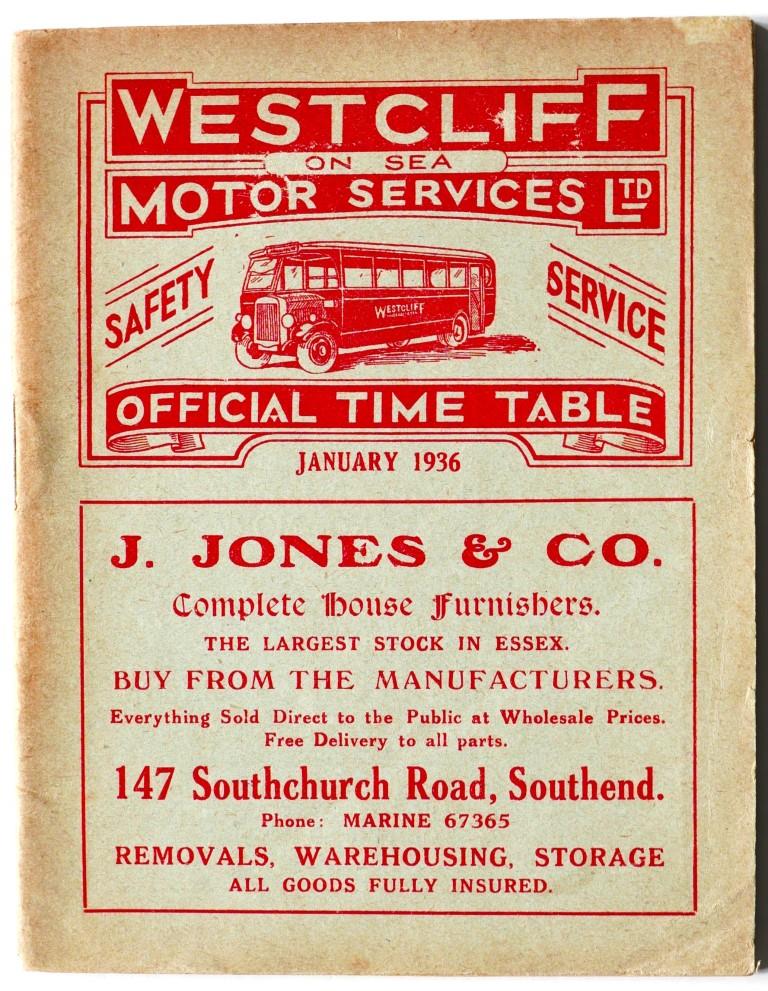 WESTCLIFF
ON SEA
MOTOR SERVICES LTD
SAFETY
WESTCLIFF
SERVICE
OFFICIAL TIME TABLE
JANUARY 1936
J. JONES & CO.
Complete House Furnishers.
THE LARGEST STOCK IN ESSEX.
BUY FROM THE MANUFACTURERS.
Everything Sold Direct to the Public at Wholesale Prices.
Free Delivery to all parts.
147 Southchurch Road, Southend.
Phone: MARINE 67365
REMOVALS, WAREHOUSING, STORAGE
ALL GOODS FULLY INSURED.